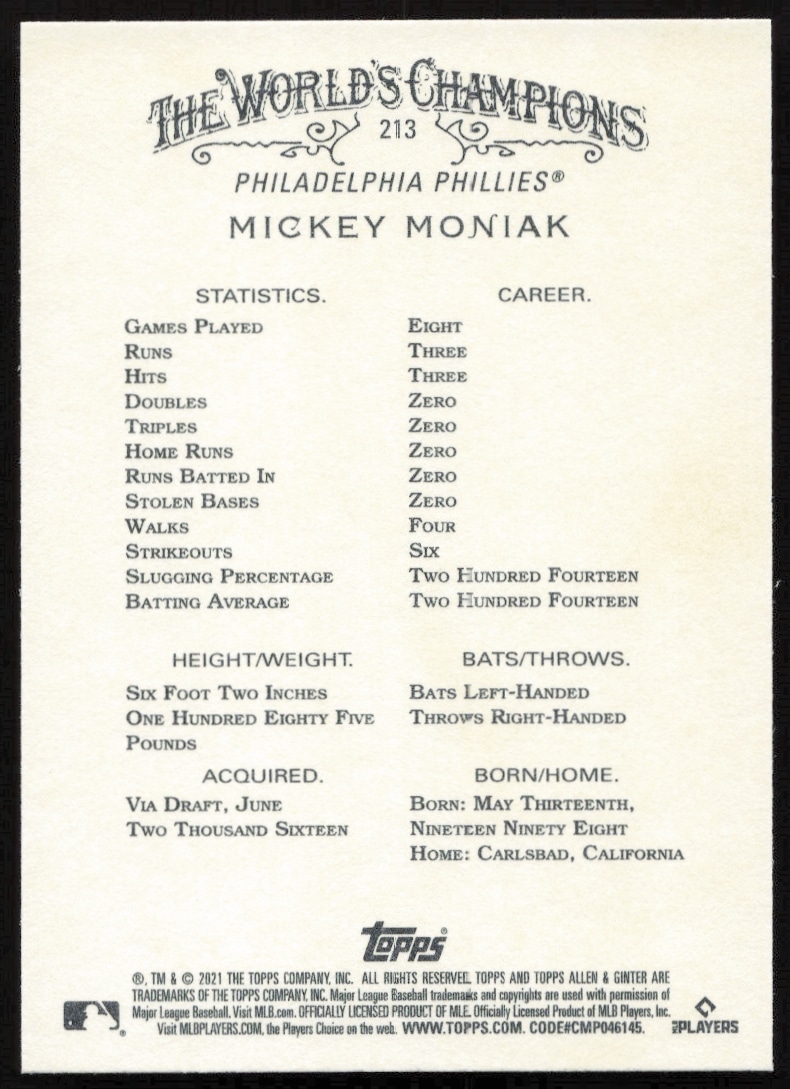 THE WORLD'S CHAMPIONS
213
PHILADELPHIA PHILLIES®
MICKEY MONIAK
STATISTICS. CAREER.
GAMES PLAYED EIGHT
RUNS THREE
HITS THREE
DOUBLES ZERO
TRIPLES ZERO
HOME RUNS ZERO
RUNS BATTED IN ZERO
STOLEN BASES ZERO
WALKS FOUR
STRIKEOUTS SIX
SLUGGING PERCENTAGE TWO HUNDRED FOURTEEN
BATTING AVERAGE TWO HUNDRED FOURTEEN
HEIGHT/WEIGHT. BATS/THROWS.
SIX FOOT TWO INCHES BATS LEFT-HANDED
ONE HUNDRED EIGHTY FIVE THROWS RIGHT-HANDED
POUNDS
ACQUIRED. BORN/HOME.
VIA DRAFT, JUNE BORN: MAY THIRTEENTH,
TWO THOUSAND SIXTEEN NINETEEN NINETY EIGHT
HOME: CARLSBAD, CALIFORNIA
topps®
®, TM & © 2021 THE TOPPS COMPANY, INC. ALL RIGHTS RESERVED. TOPPS AND TOPPS ALLEN & GINTER ARE
TRADEMARKS OF THE TOPPS COMPANY, INC. Major League Baseball trademarks and copyrights are used with permission of
Major League Baseball. Visit MLB.com. OFFICIALLY LICENSED PRODUCT OF MLB. Officially Licensed Product of MLB Players, Inc.
Visit MLBPLAYERS.COM, the Players Choice on the web. WWW.TOPPS.COM. CODE#CMP046145.
MLB PLAYERS